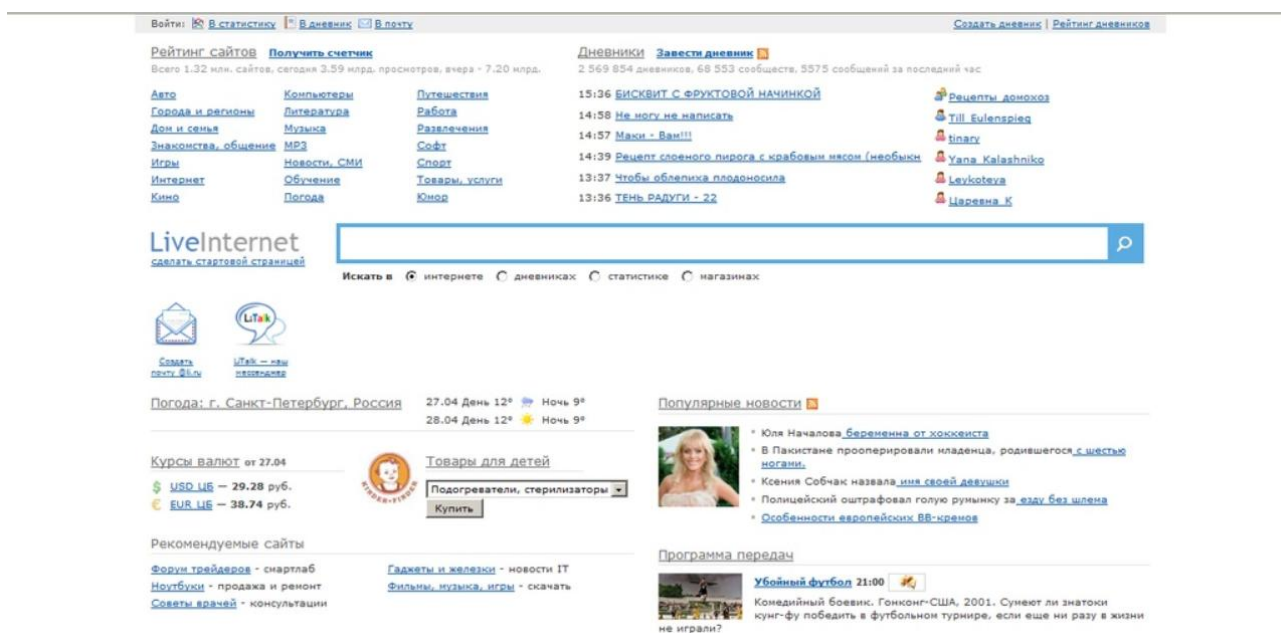 Войти: В статистику В дневник В почту
Создать дневник | Рейтинг дневников
Рейтинг сайтов Получить счетчик
Всего 1.32 млн. сайтов, сегодня 3.59 млрд. просмотров, вчера - 7.20 млрд.
Авто Компьютеры Путешествия
Города и регионы Литература Работа
Дом и семья Музыка Развлечения
Знакомства, общение MP3 Софт
Игры Новости, СМИ Спорт
Интернет Обучение Товары, услуги
Кино Погода Юмор
Дневники Завести дневник
2 569 854 дневников, 68 553 сообществ, 5575 сообщений за последний час
15:36 БИСКВИТ С ФРУКТОВОЙ НАЧИНКОЙ Рецепты_домохоз
14:58 Не могу не написать Till_Eulenspieg
14:57 Маки - Вам!!! tinary
14:39 Рецепт слоеного пирога с крабовым мясом (необыкн Yana_Kalashniko
13:37 Чтобы облепиха плодоносила Leykoteya
13:36 ТЕНЬ РАДУГИ - 22 Царевна_К
LiveInternet
сделать стартовой страницей
Искать в интернете дневниках статистике магазинах
LiTalk
Создать
почту @li.ru
LiTalk — наш
мессенджер
Погода: г. Санкт-Петербург, Россия
27.04 День 12° Ночь 9°
28.04 День 12° Ночь 9°
Курсы валют от 27.04
$ USD ЦБ — 29.28 руб.
€ EUR ЦБ — 38.74 руб.
KINDER-FINDER
Товары для детей
Подогреватели, стерилизаторы
Купить
Рекомендуемые сайты
Форум трейдеров - смартлаб
Ноутбуки - продажа и ремонт
Советы врачей - консультации
Гаджеты и железки - новости IT
Фильмы, музыка, игры - скачать
Популярные новости
Юля Началова беременна от хоккеиста
В Пакистане прооперировали младенца, родившегося с шестью
ногами.
Ксения Собчак назвала имя своей девушки
Полицейский оштрафовал голую румынку за езду без шлема
Особенности европейских BB-кремов
Программа передач
Убойный футбол 21:00
Комедийный боевик. Гонконг-США, 2001. Сумеют ли знатоки
кунг-фу победить в футбольном турнире, если еще ни разу в жизни
не играли?